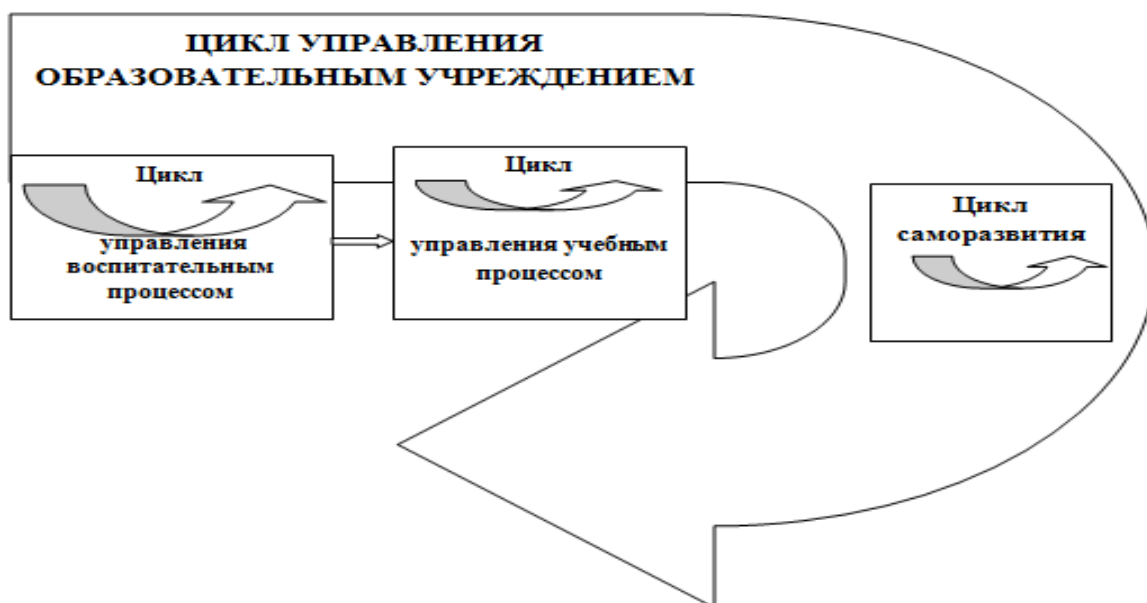 ЦИКЛ УПРАВЛЕНИЯ
ОБРАЗОВАТЕЛЬНЫМ УЧРЕЖДЕНИЕМ
Цикл
управления
воспитательным
процессом
Цикл
управления учебным
процессом
Цикл
саморазвития